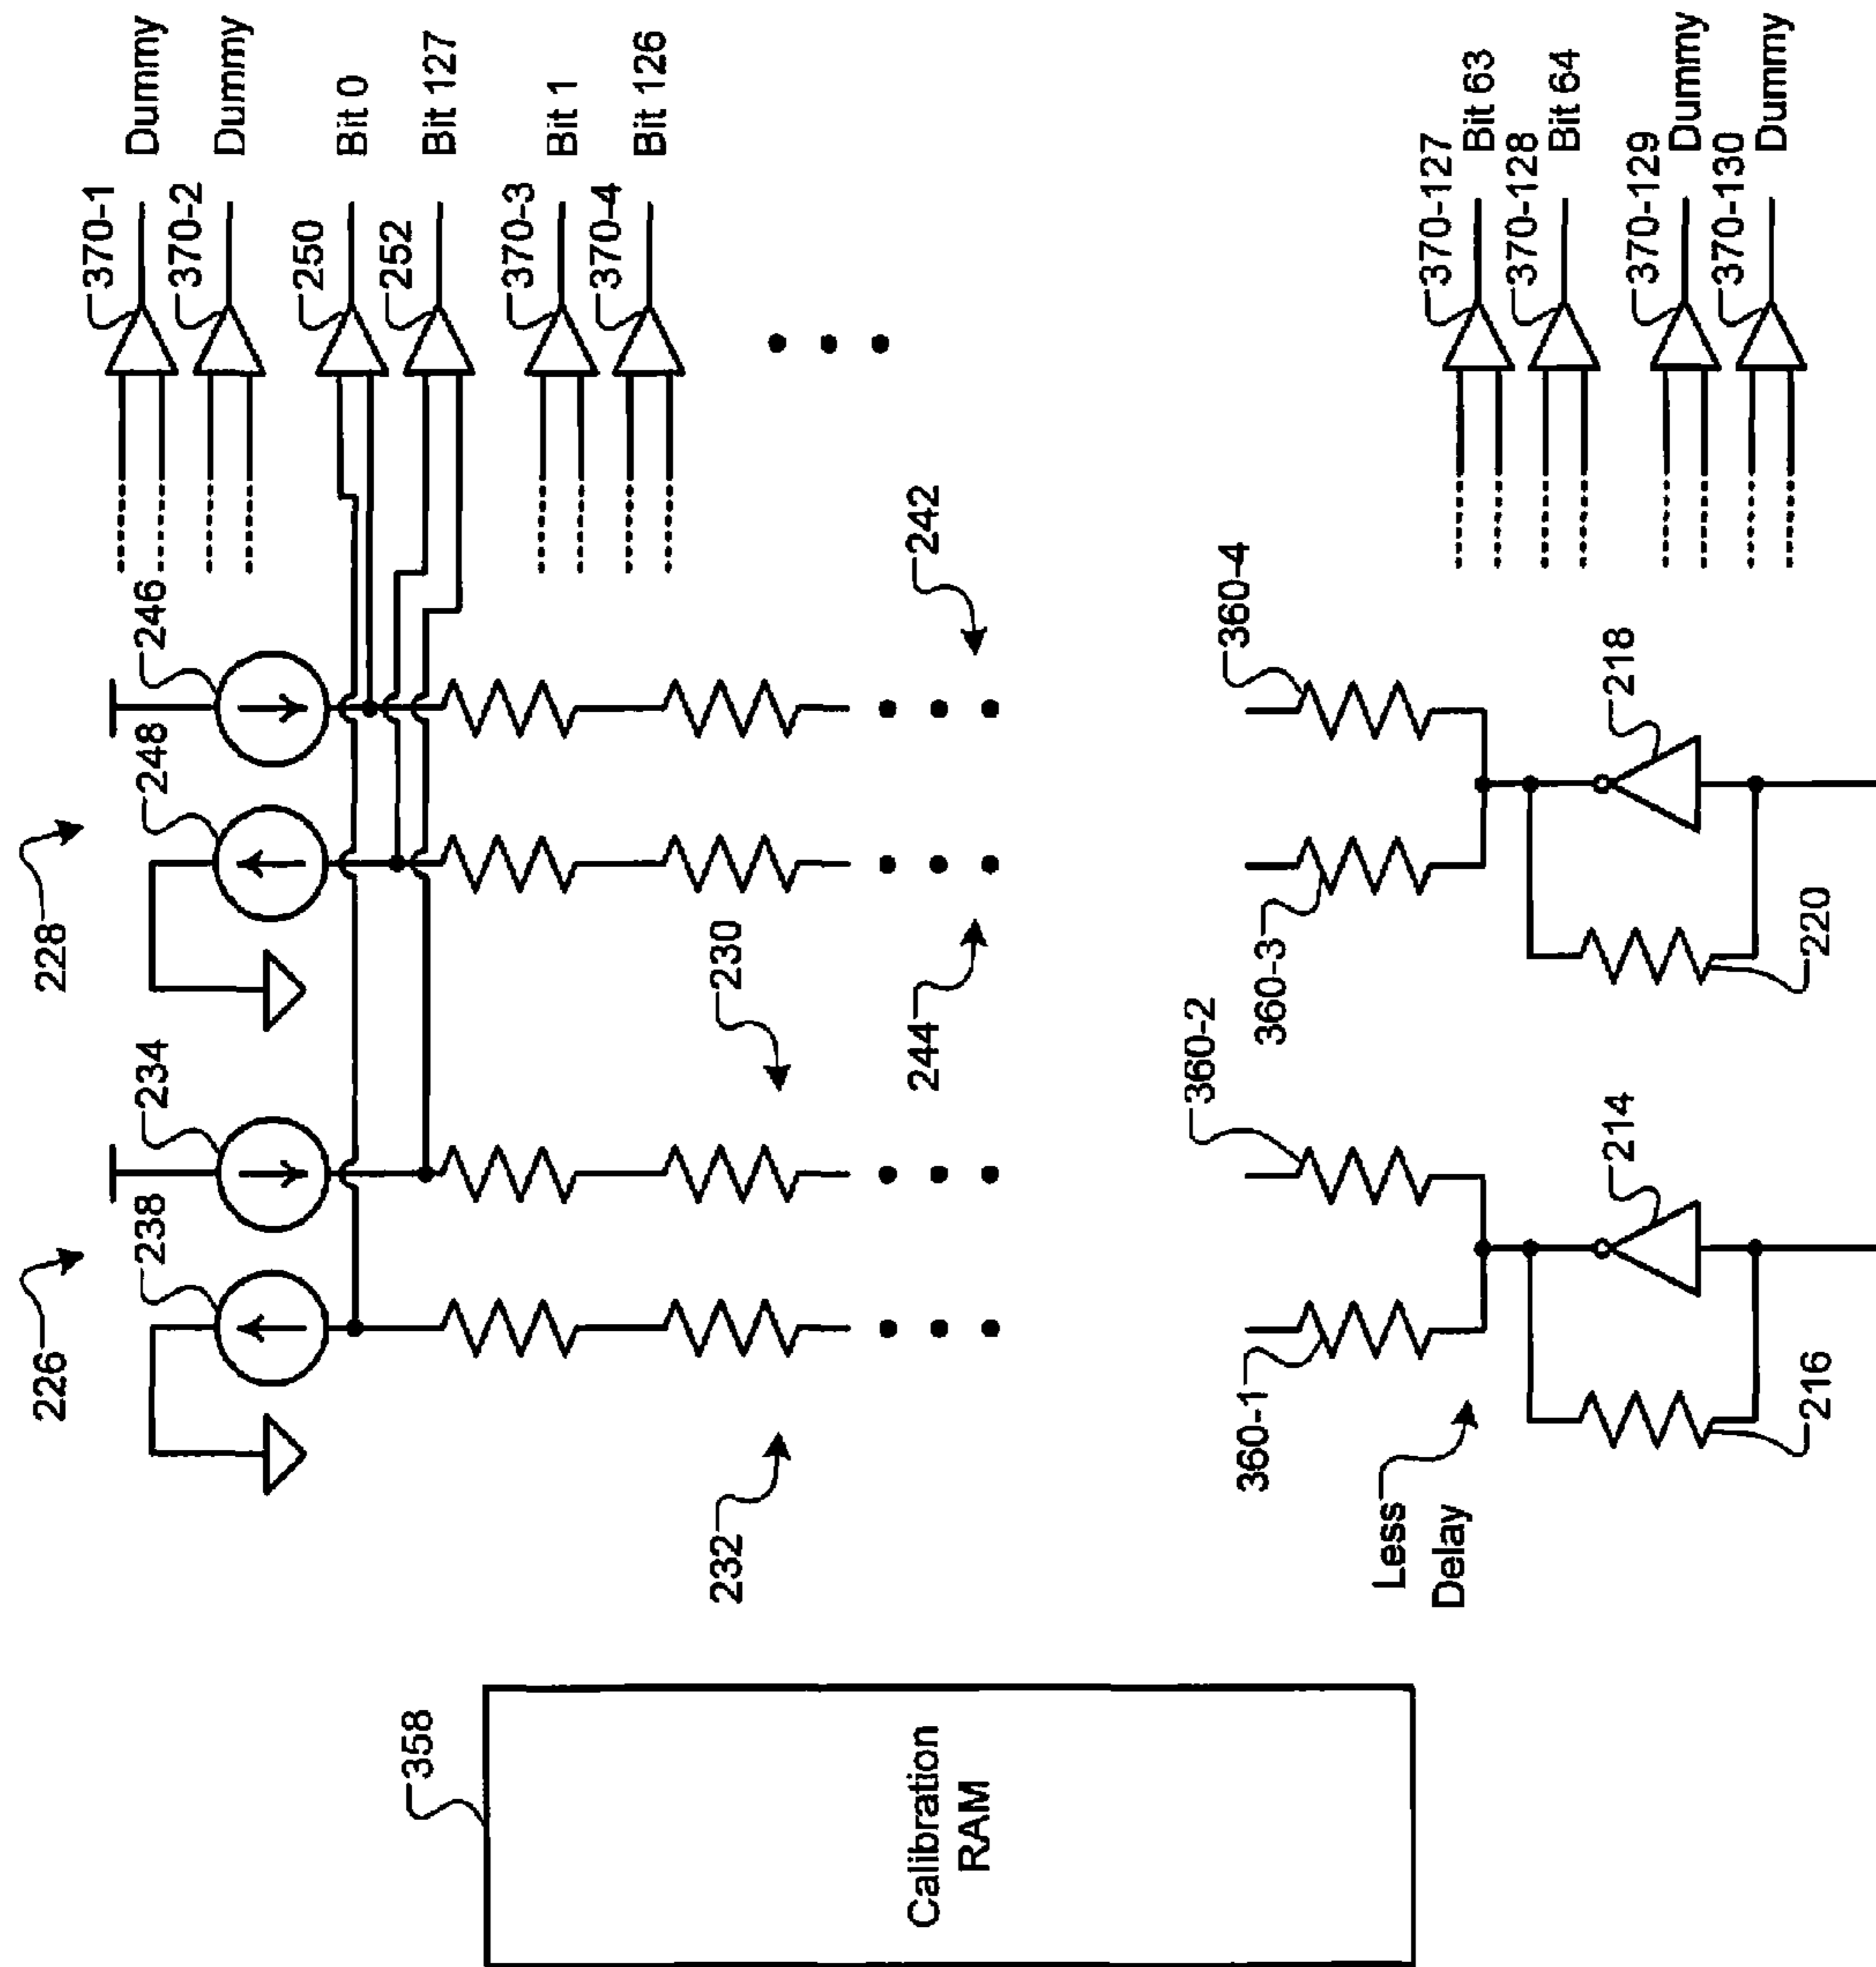 370-1
Dummy
370-2
Dummy
250
Bit 0
252
Bit 127
370-3
Bit 1
370-4
Bit 126
228
246
248
226
234
238
242
230
244
232
358
Calibration
RAM
360-4
360-3
360-2
360-1
218
220
214
216
Less
Delay
370-127
Bit 63
370-128
Bit 64
370-129
Dummy
370-130
Dummy